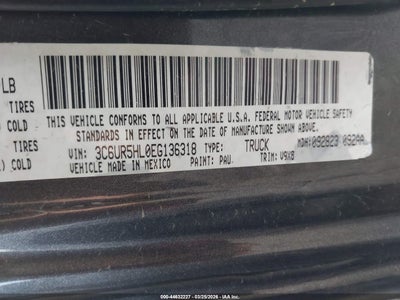 LB
TIRES
COLD
TIRES
) COLD
THIS VEHICLE CONFORMS TO ALL APPLICABLE U.S.A. FEDERAL MOTOR VEHICLE SAFETY
STANDARDS IN EFFECT ON THE DATE OF MANUFACTURE SHOWN ABOVE.
VIN: 3C6UR5HL0EG136318 TYPE: TRUCK MDH: 092823
VEHICLE MADE IN MEXICO PAINT: PAU TRIM: V9X8
000-44632227 - 03/25/2026 - IAA Inc.